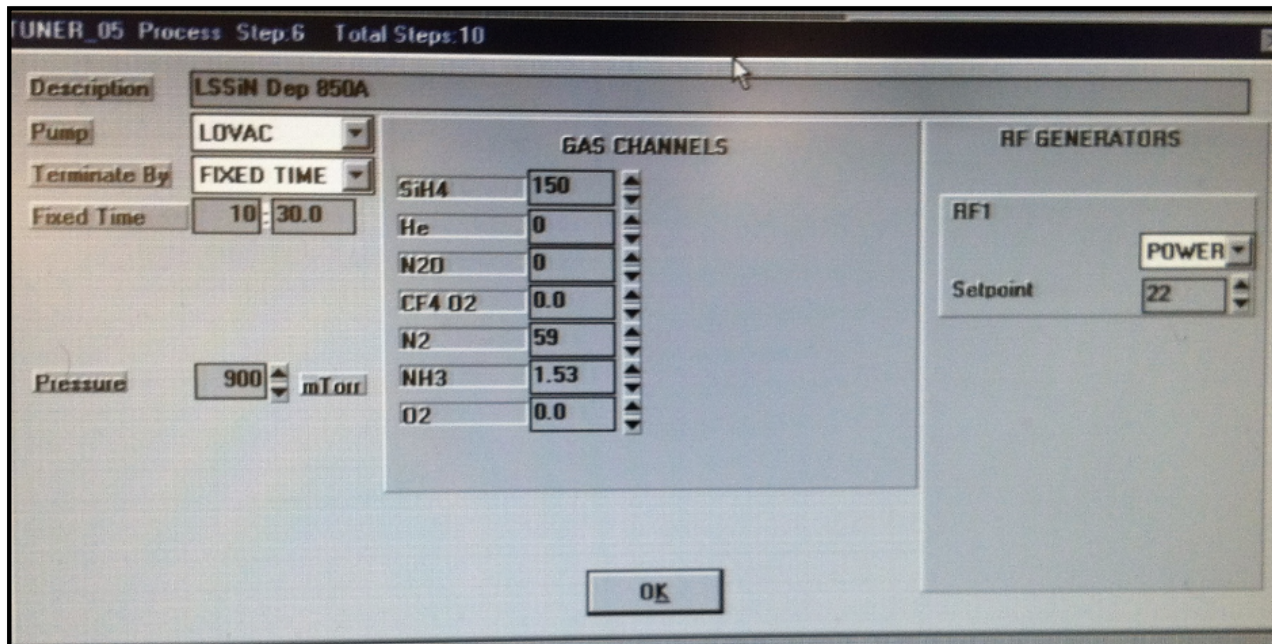 TUNER_05 Process Step:6 Total Steps:10
Description LSSiN Dep 850A
Pump LOVAC
Terminate By FIXED TIME
Fixed Time 10 : 30.0
Pressure 900 mTorr
GAS CHANNELS
SiH4 150
He 0
N2O 0
CF4 O2 0.0
N2 59
NH3 1.53
O2 0.0
RF GENERATORS
RF1
POWER
Setpoint 22
OK